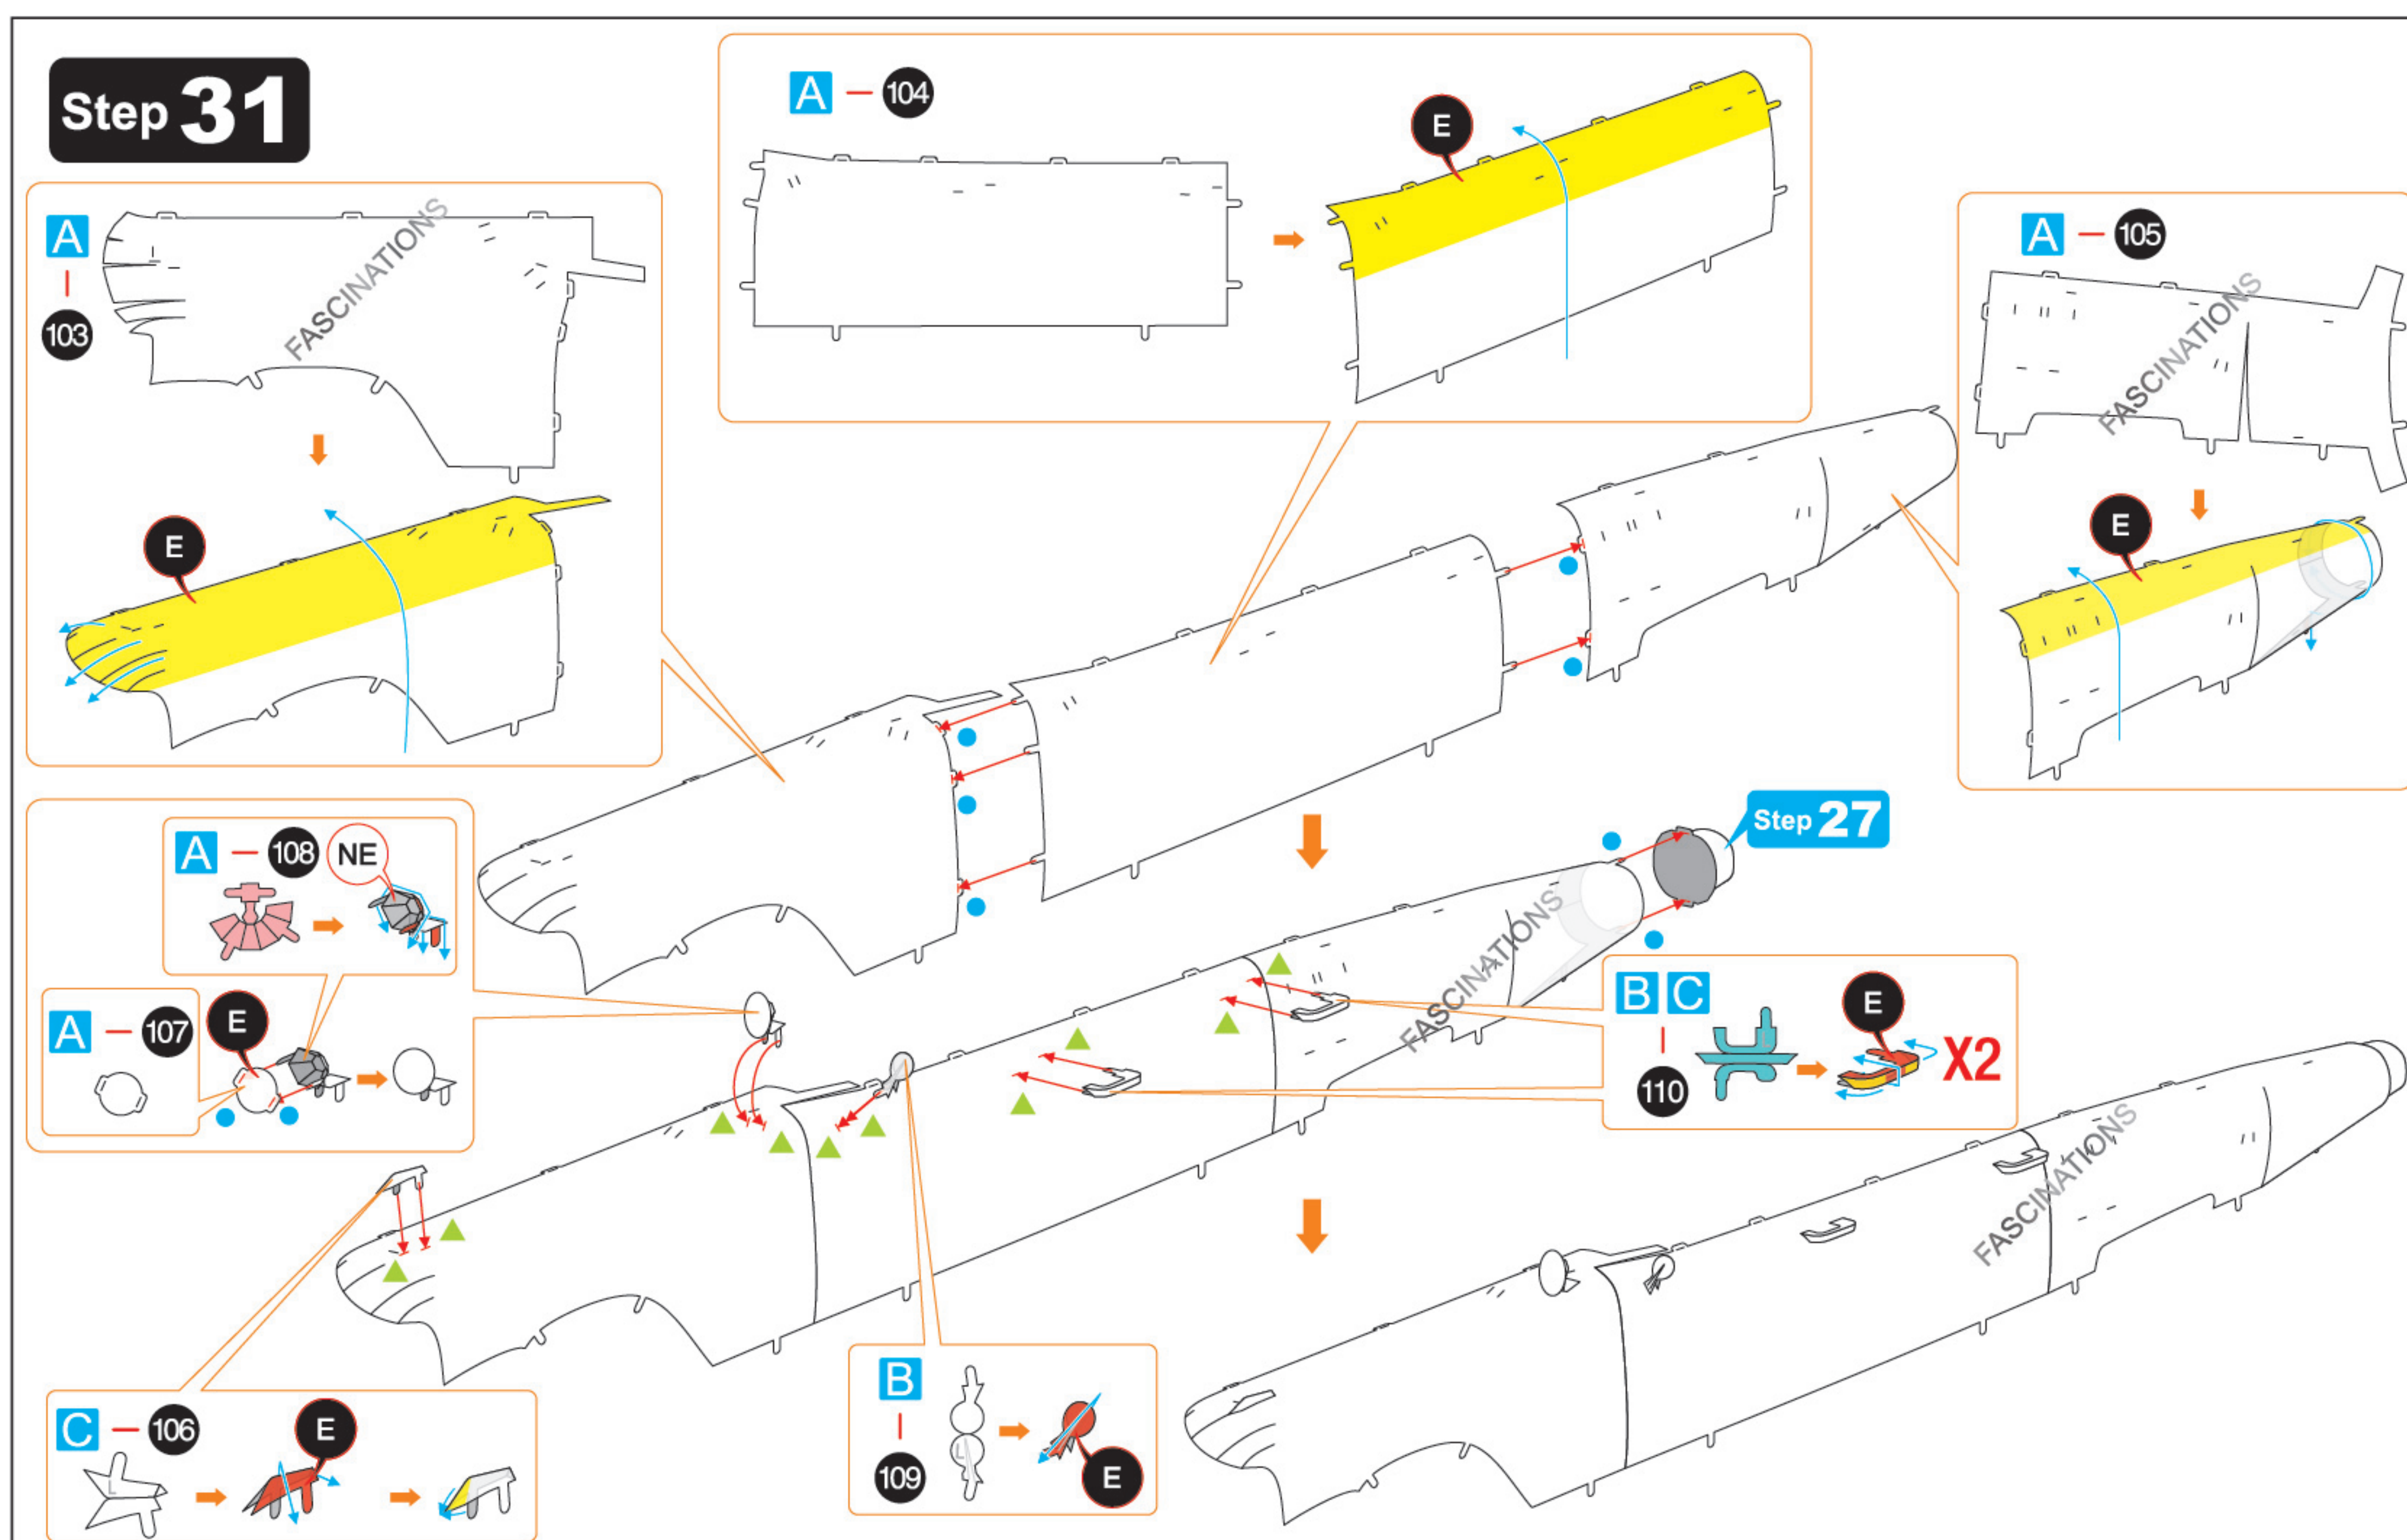 Step 31
A — 104
E
A
103
FASCINATIONS
E
A — 105
FASCINATIONS
E
Step 27
A — 108 NE
A — 107 E
FASCINATIONS
B C
110
L
E
X2
FASCINATIONS
C — 106
L
E
B
109
L
E